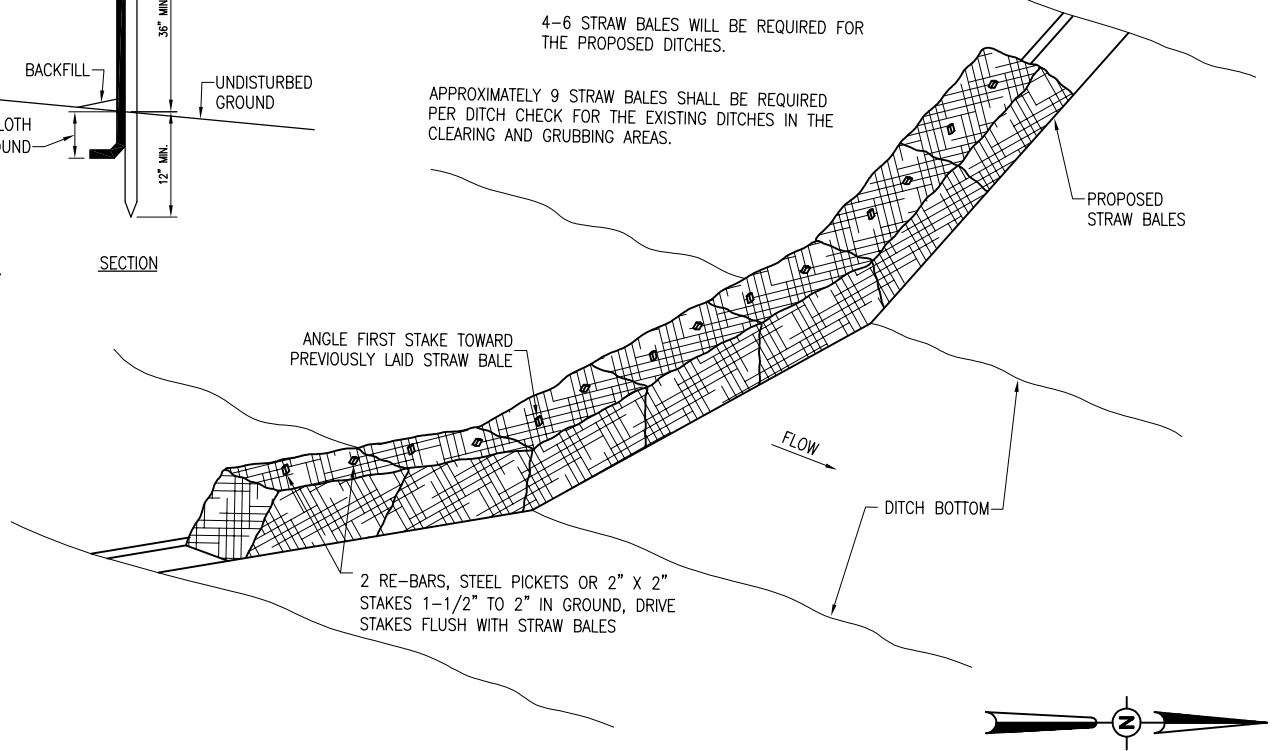 4-6 STRAW BALES WILL BE REQUIRED FOR
THE PROPOSED DITCHES.
36" MIN
BACKFILL
UNDISTURBED
GROUND
APPROXIMATELY 9 STRAW BALES SHALL BE REQUIRED
PER DITCH CHECK FOR THE EXISTING DITCHES IN THE
CLEARING AND GRUBBING AREAS.
12" MIN.
SECTION
PROPOSED
STRAW BALES
ANGLE FIRST STAKE TOWARD
PREVIOUSLY LAID STRAW BALE
FLOW
DITCH BOTTOM
2 RE-BARS, STEEL PICKETS OR 2" X 2"
STAKES 1-1/2" TO 2" IN GROUND, DRIVE
STAKES FLUSH WITH STRAW BALES
N